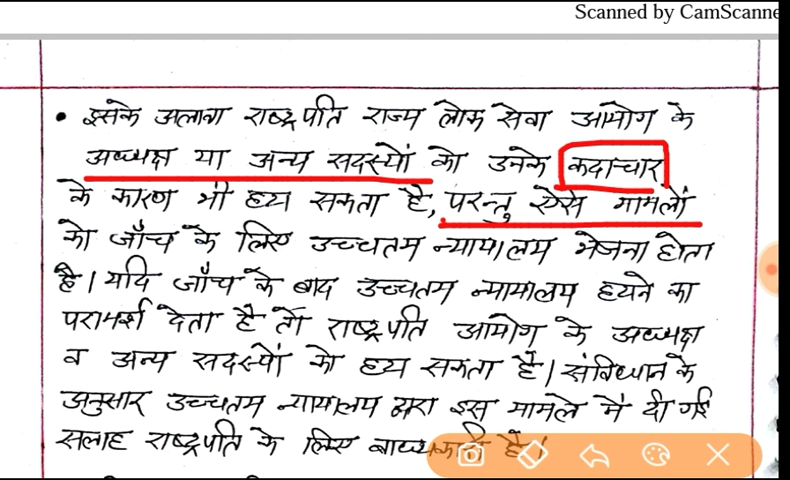 Scanned by CamScanne
• इसके अलावा राष्ट्रपति राज्य लोक सेवा आयोग के
अध्यक्ष या अन्य सदस्यों को उनके कदाचार
के कारण भी हटा सकता है, परन्तु ऐसे मामलों
को जाँच के लिए उच्चतम न्यायालय भेजना होता
है। यदि जाँच के बाद उच्चतम न्यायालय हटाने का
परामर्श देता है तो राष्ट्रपति आयोग के अध्यक्ष
व अन्य सदस्यों को हटा सकता है। संविधान के
अनुसार उच्चतम न्यायालय द्वारा इस मामले में दी गई
सलाह राष्ट्रपति के लिए बाध्यकारी है।